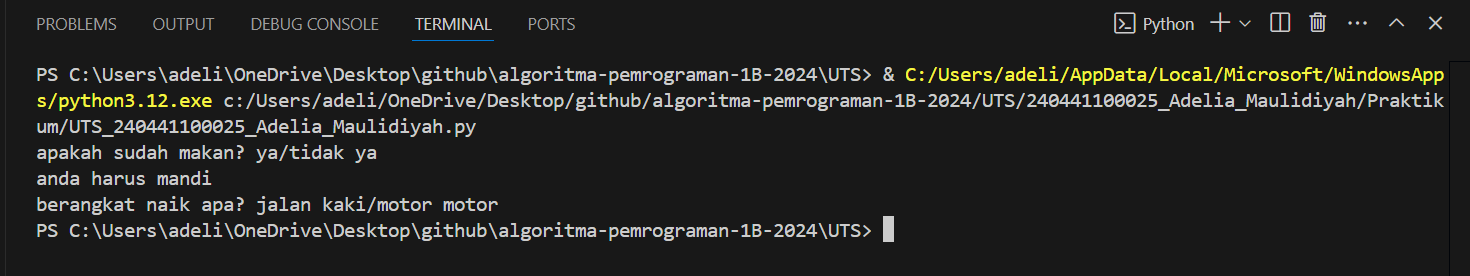 PROBLEMS OUTPUT DEBUG CONSOLE TERMINAL PORTS Python
PS C:\Users\adeli\OneDrive\Desktop\github\algoritma-pemrograman-1B-2024\UTS> & C:/Users/adeli/AppData/Local/Microsoft/WindowsApp
s/python3.12.exe c:/Users/adeli/OneDrive/Desktop/github/algoritma-pemrograman-1B-2024/UTS/240441100025_Adelia_Maulidiyah/Praktik
um/UTS_240441100025_Adelia_Maulidiyah.py
apakah sudah makan? ya/tidak ya
anda harus mandi
berangkat naik apa? jalan kaki/motor motor
PS C:\Users\adeli\OneDrive\Desktop\github\algoritma-pemrograman-1B-2024\UTS>